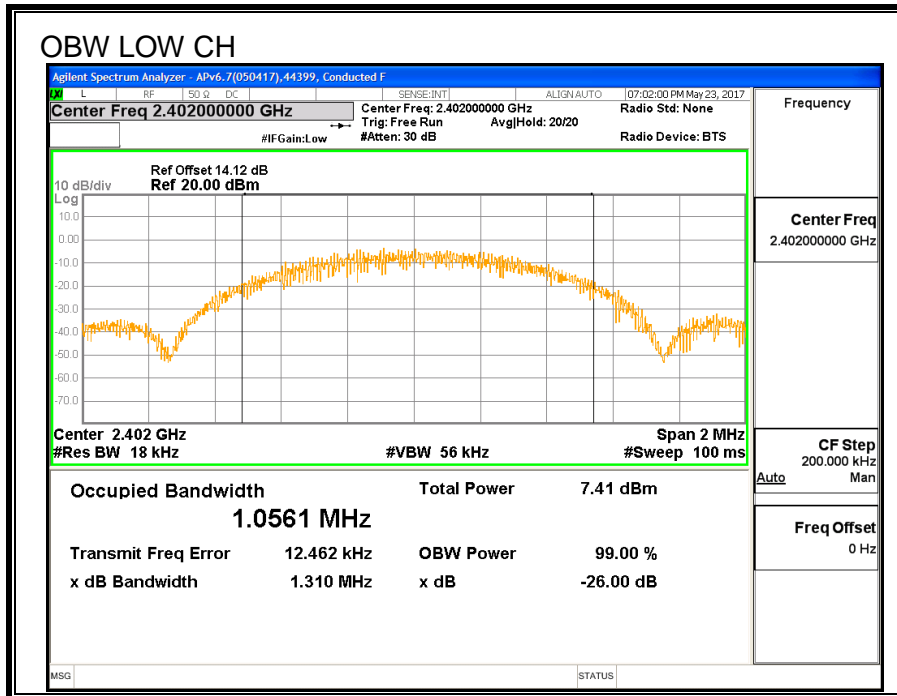 OBW LOW CH
Agilent Spectrum Analyzer - APv6.7(050417),44399, Conducted F
LXI L RF 50 Ω DC SENSE:INT ALIGN AUTO 07:02:00 PM May 23, 2017
Center Freq 2.402000000 GHz
Center Freq: 2.402000000 GHz
Radio Std: None
Trig: Free Run Avg|Hold: 20/20
#IFGain:Low #Atten: 30 dB Radio Device: BTS
Ref Offset 14.12 dB
10 dB/div Ref 20.00 dBm
Log
10.0
0.00
-10.0
-20.0
-30.0
-40.0
-50.0
-60.0
-70.0
Center 2.402 GHz Span 2 MHz
#Res BW 18 kHz #VBW 56 kHz #Sweep 100 ms
Occupied Bandwidth Total Power 7.41 dBm
1.0561 MHz
Transmit Freq Error 12.462 kHz OBW Power 99.00 %
x dB Bandwidth 1.310 MHz x dB -26.00 dB
MSG STATUS
Frequency
Center Freq
2.402000000 GHz
CF Step
200.000 kHz
Auto Man
Freq Offset
0 Hz